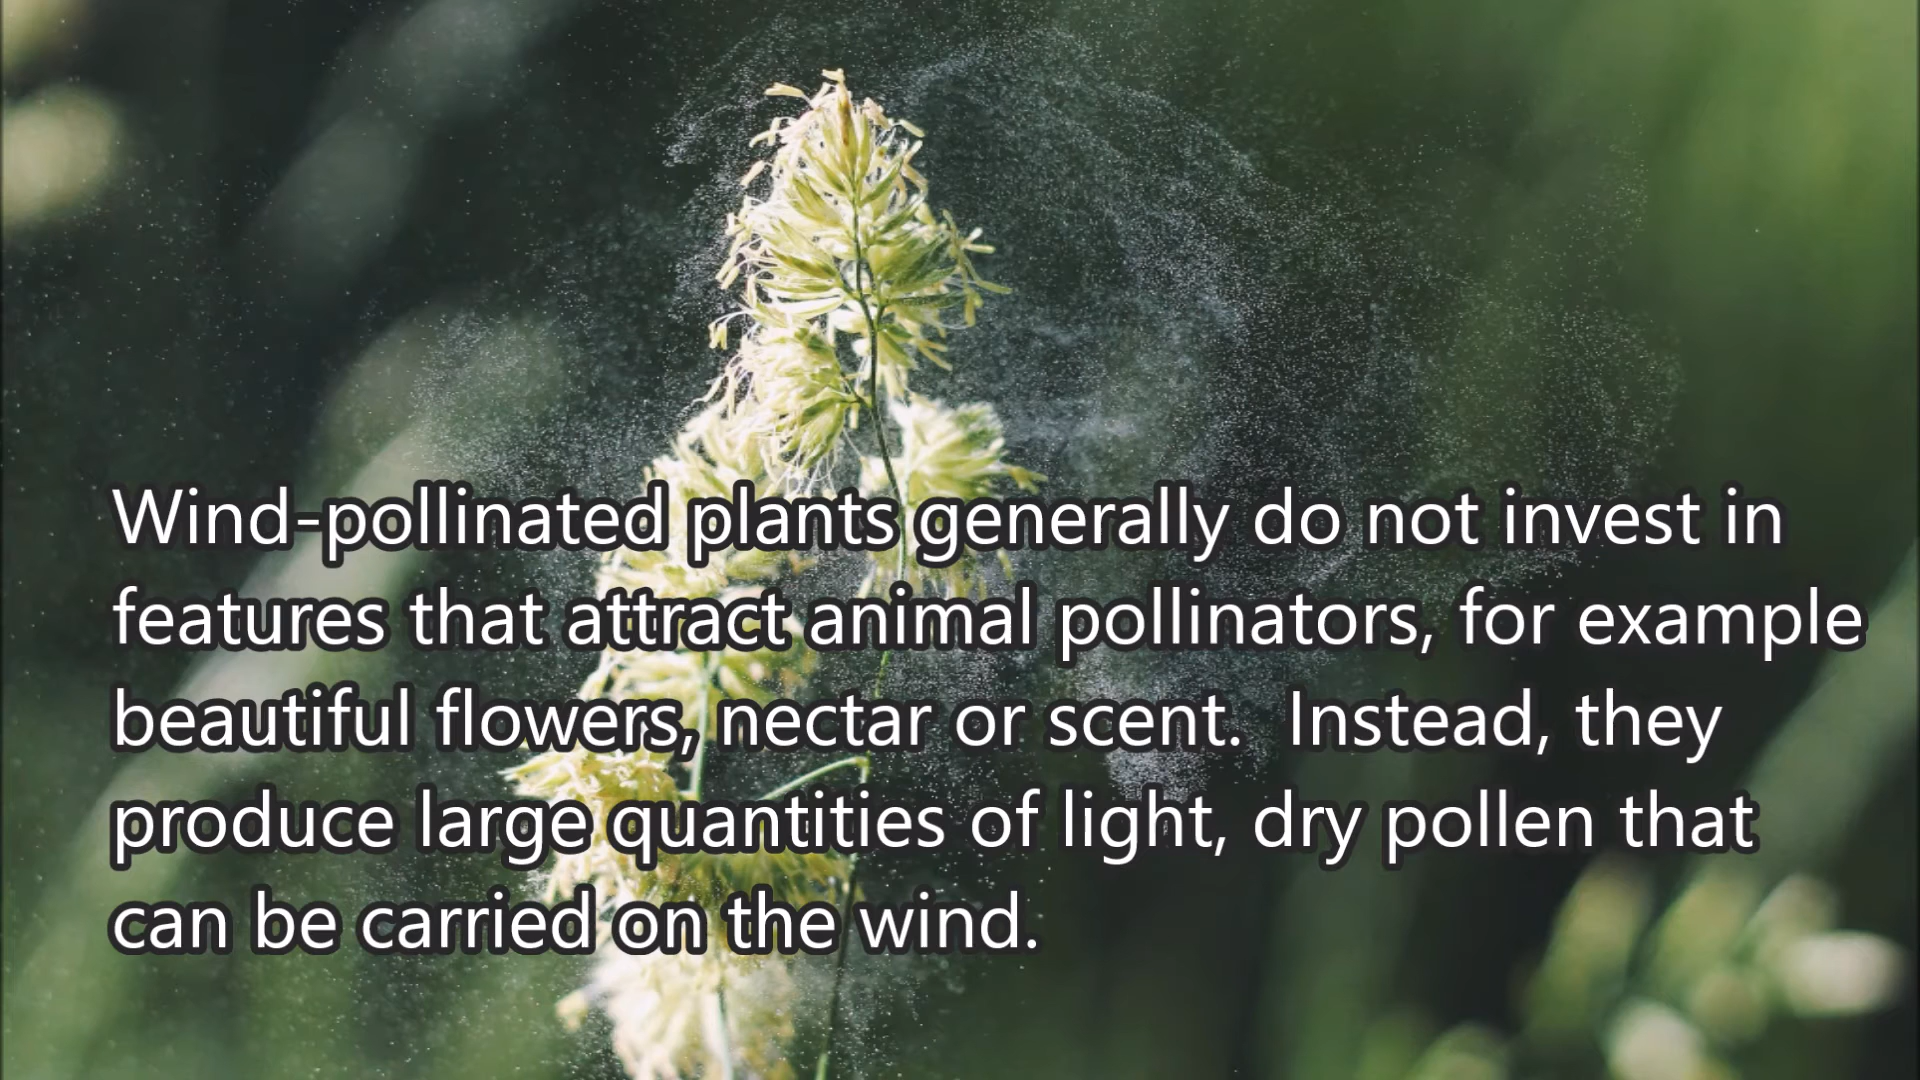 Wind-pollinated plants generally do not invest in
features that attract animal pollinators, for example
beautiful flowers, nectar or scent.  Instead, they
produce large quantities of light, dry pollen that
can be carried on the wind.